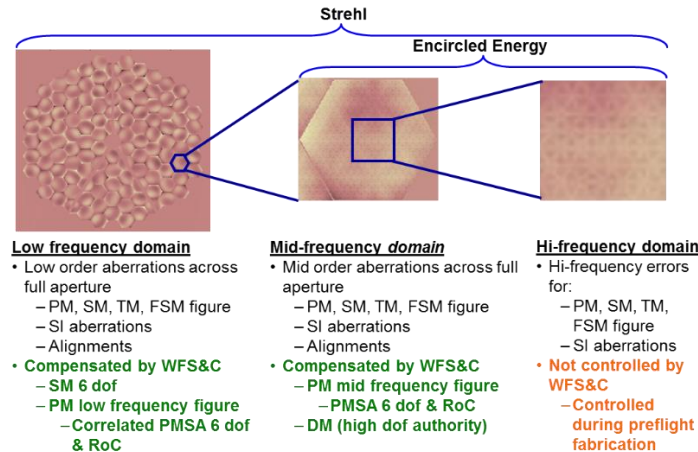 Strehl
Encircled Energy
Low frequency domain
• Low order aberrations across
full aperture
– PM, SM, TM, FSM figure
– SI aberrations
– Alignments
• Compensated by WFS&C
– SM 6 dof
– PM low frequency figure
– Correlated PMSA 6 dof
& RoC
Mid-frequency domain
• Mid order aberrations across full
aperture
– PM, SM, TM, FSM figure
– SI aberrations
– Alignments
• Compensated by WFS&C
– PM mid frequency figure
– PMSA 6 dof & RoC
– DM (high dof authority)
Hi-frequency domain
• Hi-frequency errors
for:
– PM, SM, TM,
FSM figure
– SI aberrations
• Not controlled by
WFS&C
– Controlled
during preflight
fabrication